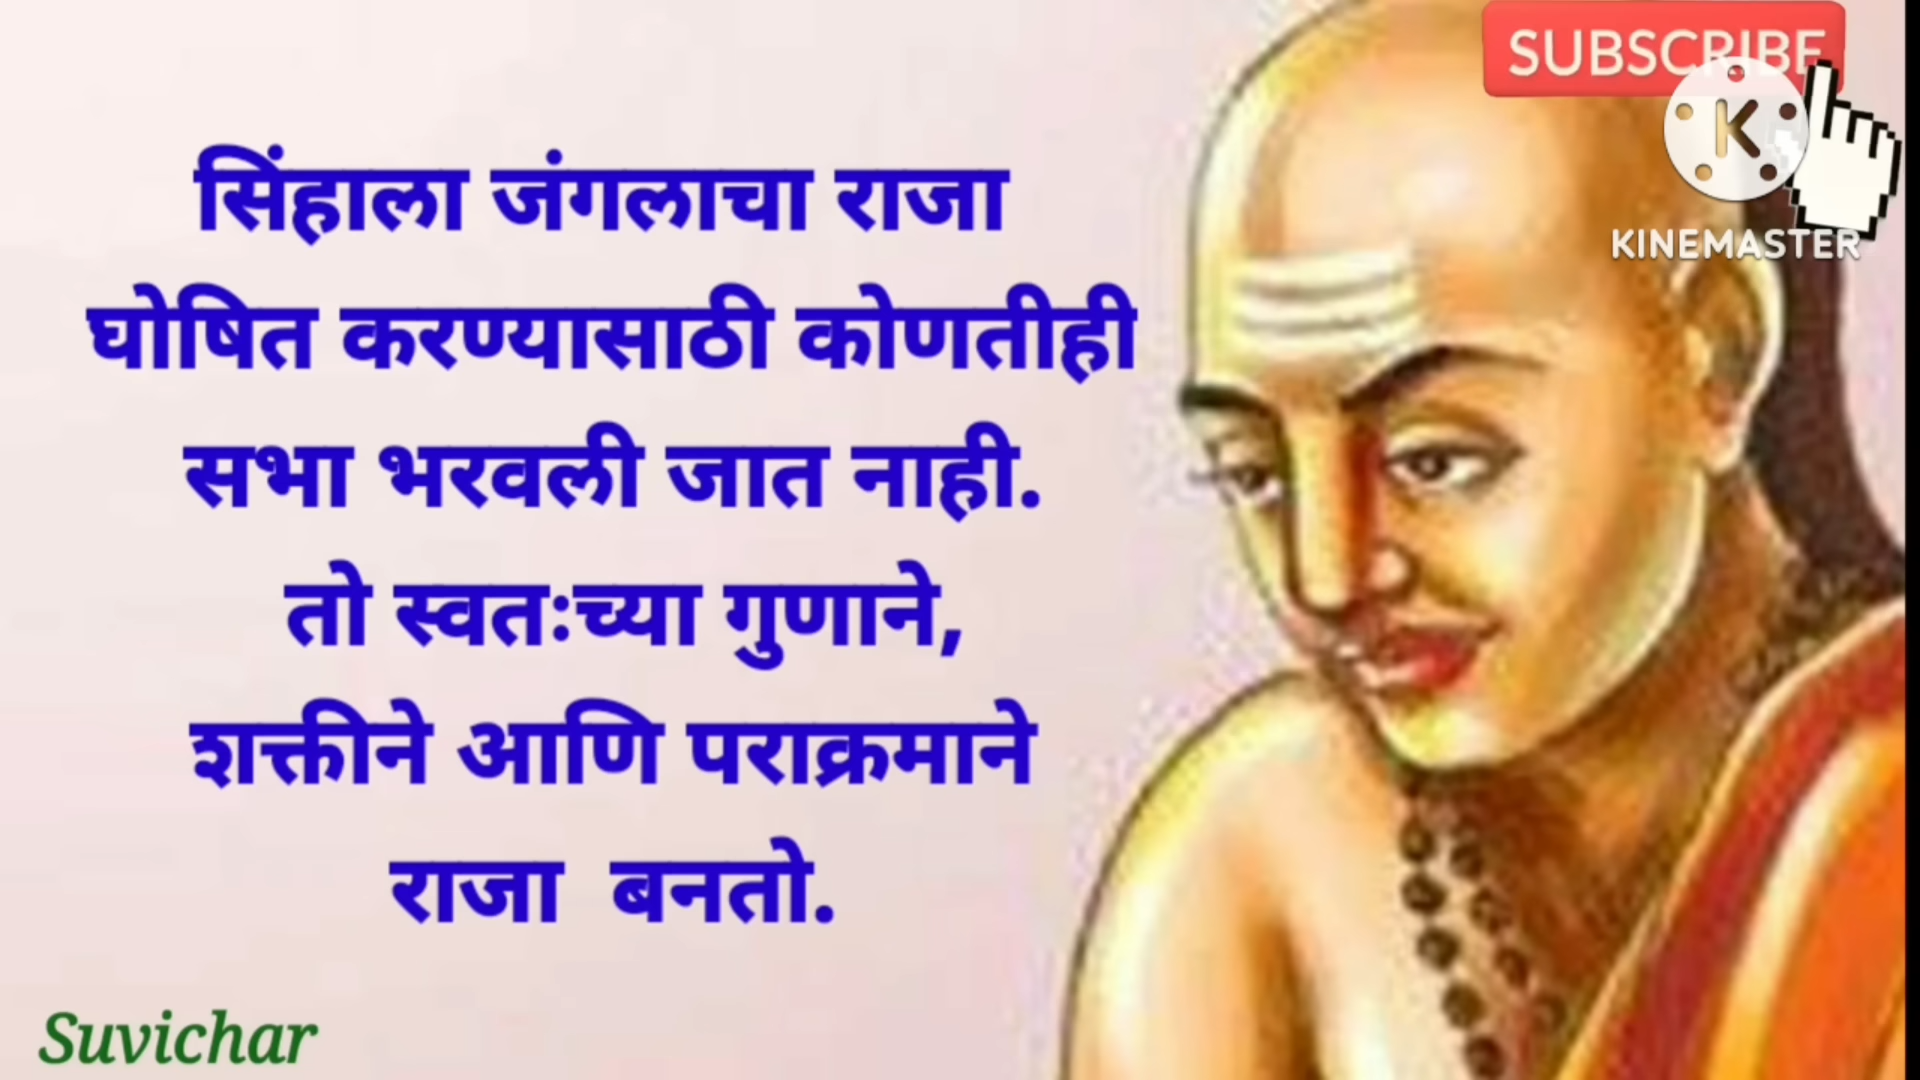 SUBSCRIBE
K
KINEMASTER
सिंहाला जंगलाचा राजा
घोषित करण्यासाठी कोणतीही
सभा भरवली जात नाही.
तो स्वतःच्या गुणाने,
शक्तीने आणि पराक्रमाने
राजा  बनतो.
Suvichar